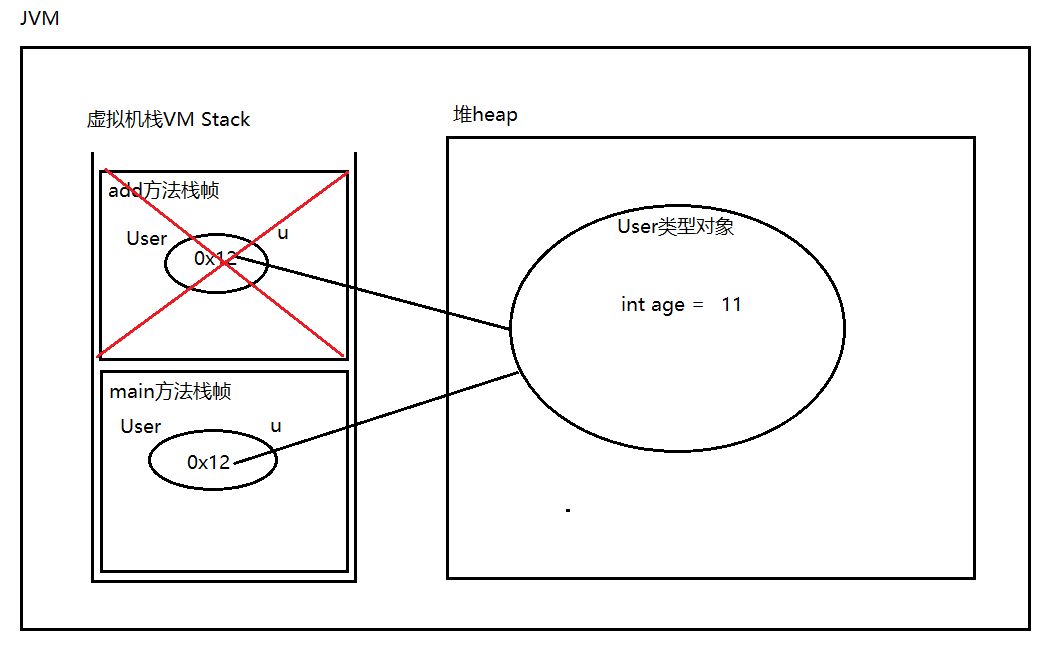 JVM
虚拟机栈VM Stack
堆heap
add方法栈帧
User
u
0x12
User类型对象
int age = 11
main方法栈帧
User
u
0x12